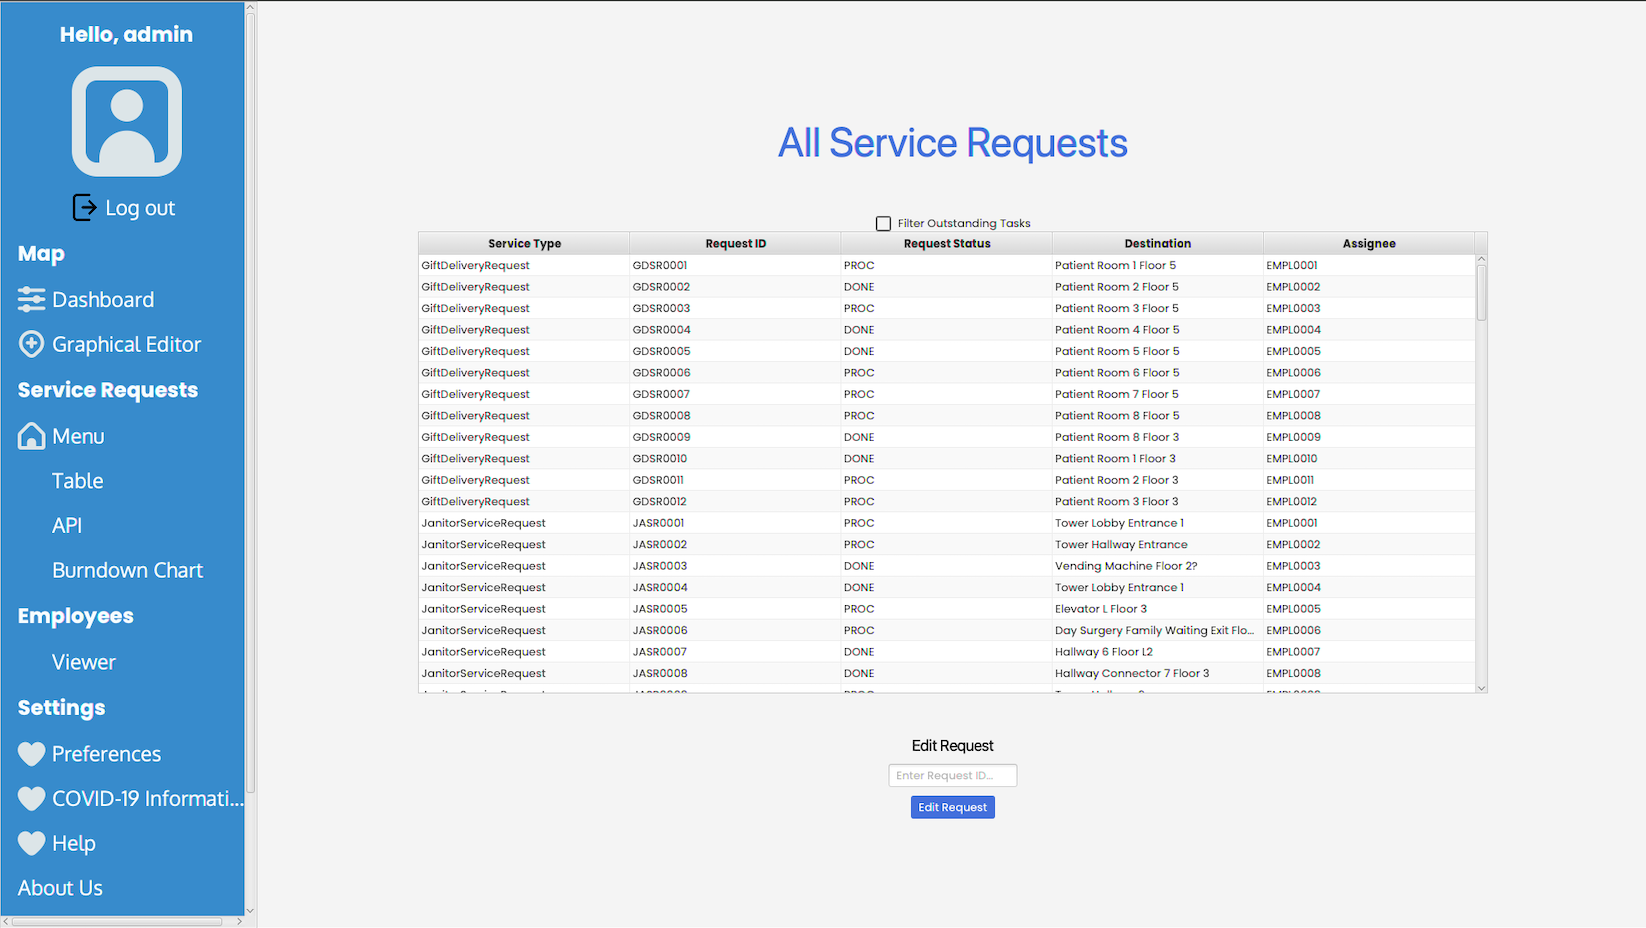 Hello, admin
Log out
Map
Dashboard
Graphical Editor
Service Requests
Menu
Table
API
Burndown Chart
Employees
Viewer
Settings
Preferences
COVID-19 Informati...
Help
About Us
All Service Requests
Filter Outstanding Tasks
Service Type Request ID Request Status Destination Assignee
GiftDeliveryRequest GDSR0001 PROC Patient Room 1 Floor 5 EMPL0001
GiftDeliveryRequest GDSR0002 DONE Patient Room 2 Floor 5 EMPL0002
GiftDeliveryRequest GDSR0003 PROC Patient Room 3 Floor 5 EMPL0003
GiftDeliveryRequest GDSR0004 DONE Patient Room 4 Floor 5 EMPL0004
GiftDeliveryRequest GDSR0005 DONE Patient Room 5 Floor 5 EMPL0005
GiftDeliveryRequest GDSR0006 PROC Patient Room 6 Floor 5 EMPL0006
GiftDeliveryRequest GDSR0007 PROC Patient Room 7 Floor 5 EMPL0007
GiftDeliveryRequest GDSR0008 PROC Patient Room 8 Floor 5 EMPL0008
GiftDeliveryRequest GDSR0009 DONE Patient Room 8 Floor 3 EMPL0009
GiftDeliveryRequest GDSR0010 DONE Patient Room 1 Floor 3 EMPL0010
GiftDeliveryRequest GDSR0011 PROC Patient Room 2 Floor 3 EMPL0011
GiftDeliveryRequest GDSR0012 PROC Patient Room 3 Floor 3 EMPL0012
JanitorServiceRequest JASR0001 PROC Tower Lobby Entrance 1 EMPL0001
JanitorServiceRequest JASR0002 PROC Tower Hallway Entrance EMPL0002
JanitorServiceRequest JASR0003 DONE Vending Machine Floor 2? EMPL0003
JanitorServiceRequest JASR0004 DONE Tower Lobby Entrance 1 EMPL0004
JanitorServiceRequest JASR0005 PROC Elevator L Floor 3 EMPL0005
JanitorServiceRequest JASR0006 PROC Day Surgery Family Waiting Exit Flo... EMPL0006
JanitorServiceRequest JASR0007 DONE Hallway 6 Floor L2 EMPL0007
JanitorServiceRequest JASR0008 DONE Hallway Connector 7 Floor 3 EMPL0008
Edit Request
Enter Request ID...
Edit Request